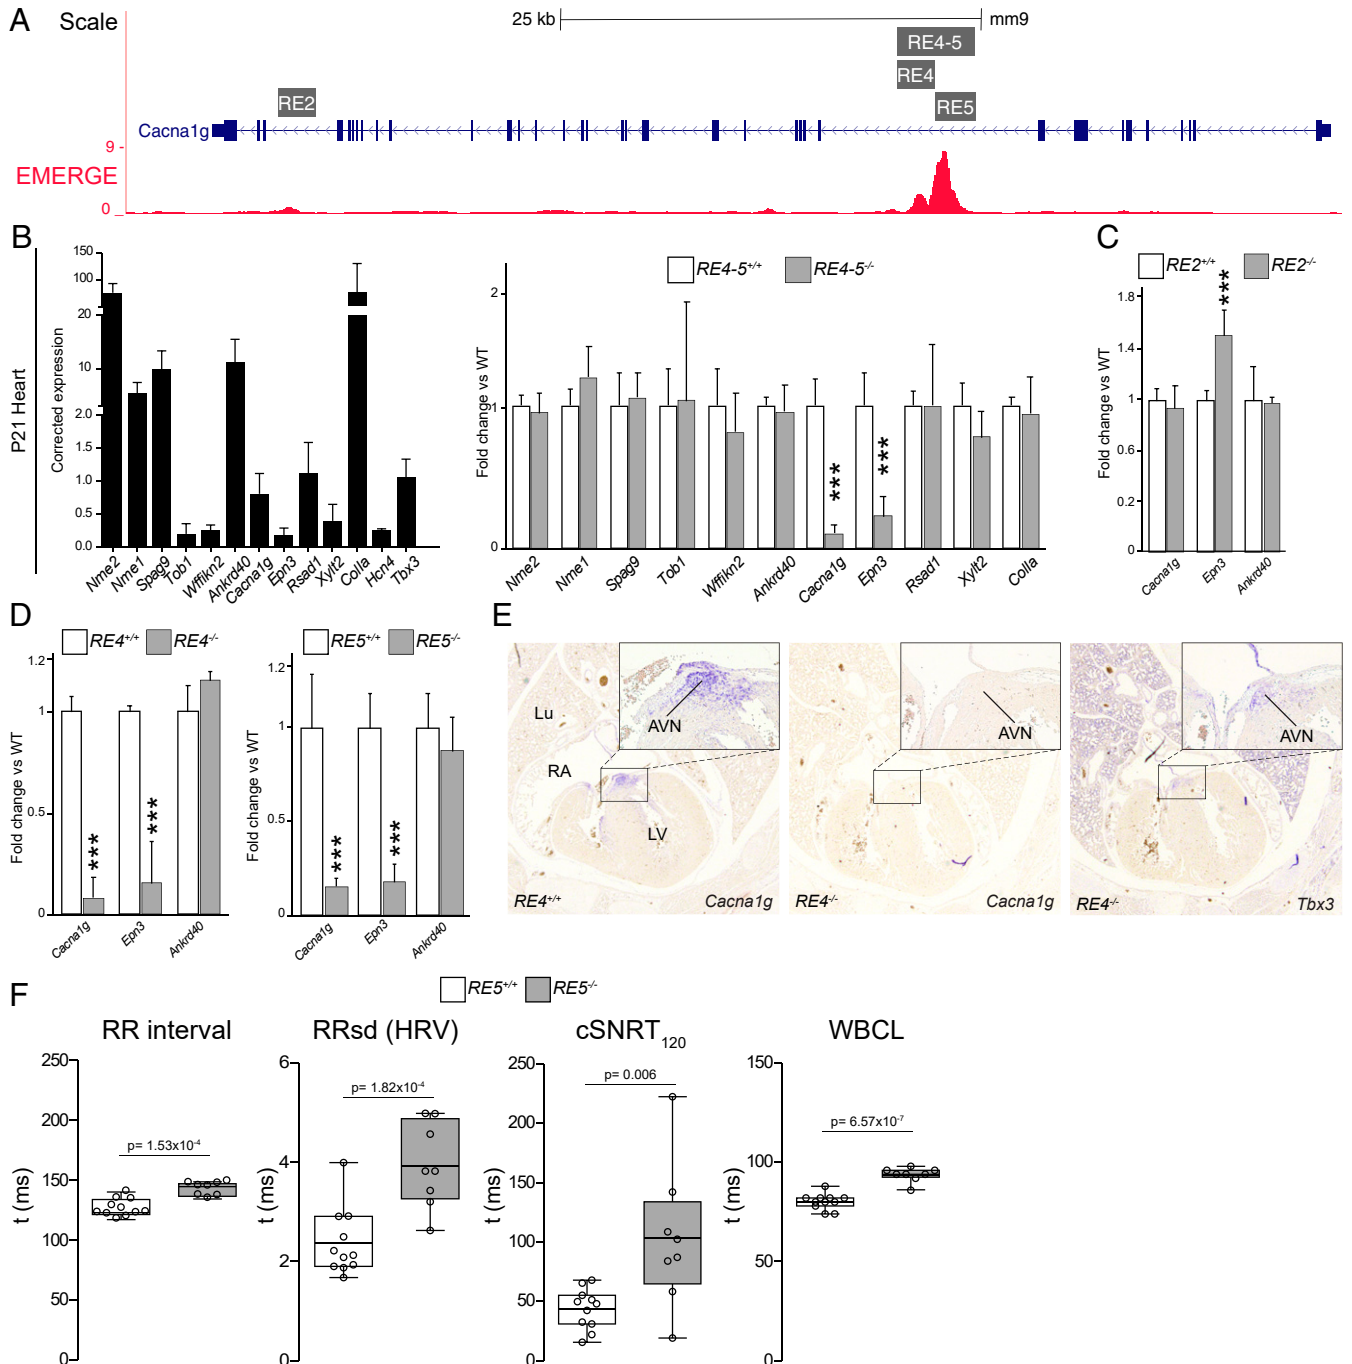 A
Scale
25 kb
mm9
RE4-5
RE4
RE2
RE5
Cacna1g
9 -
EMERGE
0 _
B
P21 Heart
Corrected expression
150
100
20
10
2.0
1.5
1.0
0.5
0.0
Nme2
Nme1
Spag9
Tob1
Wffikn2
Ankrd40
Cacna1g
Epn3
Rsad1
Xylt2
Colla
Hcn4
Tbx3
RE4-5+/+
RE4-5-/-
Fold change vs WT
2
1
0
***
***
Nme2
Nme1
Spag9
Tob1
Wffikn2
Ankrd40
Cacna1g
Epn3
Rsad1
Xylt2
Colla
C
RE2+/+
RE2-/-
Fold change vs WT
1.8
1.4
1
0.6
0.2
0
***
Cacna1g
Epn3
Ankrd40
D
RE4+/+
RE4-/-
Fold change vs WT
1.2
1
0.5
0
***
***
Cacna1g
Epn3
Ankrd40
RE5+/+
RE5-/-
Fold change vs WT
1.2
1
0.5
0
***
***
Cacna1g
Epn3
Ankrd40
E
Lu
RA
LV
AVN
RE4+/+
Cacna1g
AVN
RE4-/-
Cacna1g
AVN
RE4-/-
Tbx3
F
RE5+/+
RE5-/-
RR interval
t (ms)
250
200
150
100
50
0
p= 1.53x10-4
RRsd (HRV)
t (ms)
6
4
2
0
p= 1.82x10-4
cSNRT120
t (ms)
250
200
150
100
50
0
p= 0.006
WBCL
t (ms)
150
100
50
0
p= 6.57x10-7